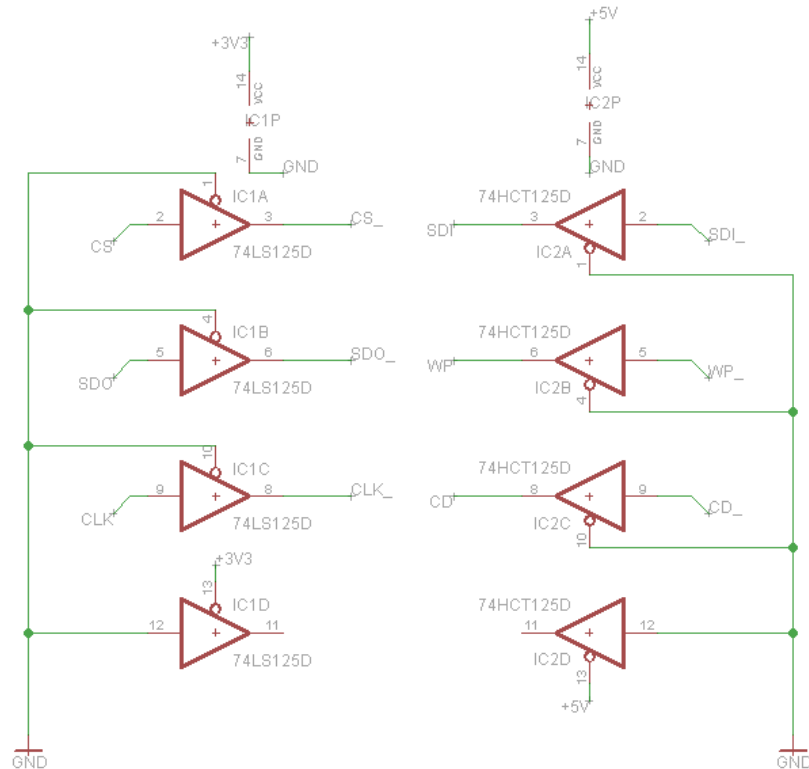 +3V3
14
VCC
IC1P
7
GND
GND
+5V
14
VCC
IC2P
7
GND
GND
1
IC1A
2
3
CS
CS_
74LS125D
74HCT125D
3
2
SDI
SDI_
IC2A
1
4
IC1B
5
6
SDO
SDO_
74LS125D
74HCT125D
6
5
WP
WP_
IC2B
4
10
IC1C
9
8
CLK
CLK_
74LS125D
74HCT125D
8
9
CD
CD_
IC2C
10
+3V3
13
IC1D
12
11
74LS125D
74HCT125D
11
12
IC2D
13
+5V
GND
GND